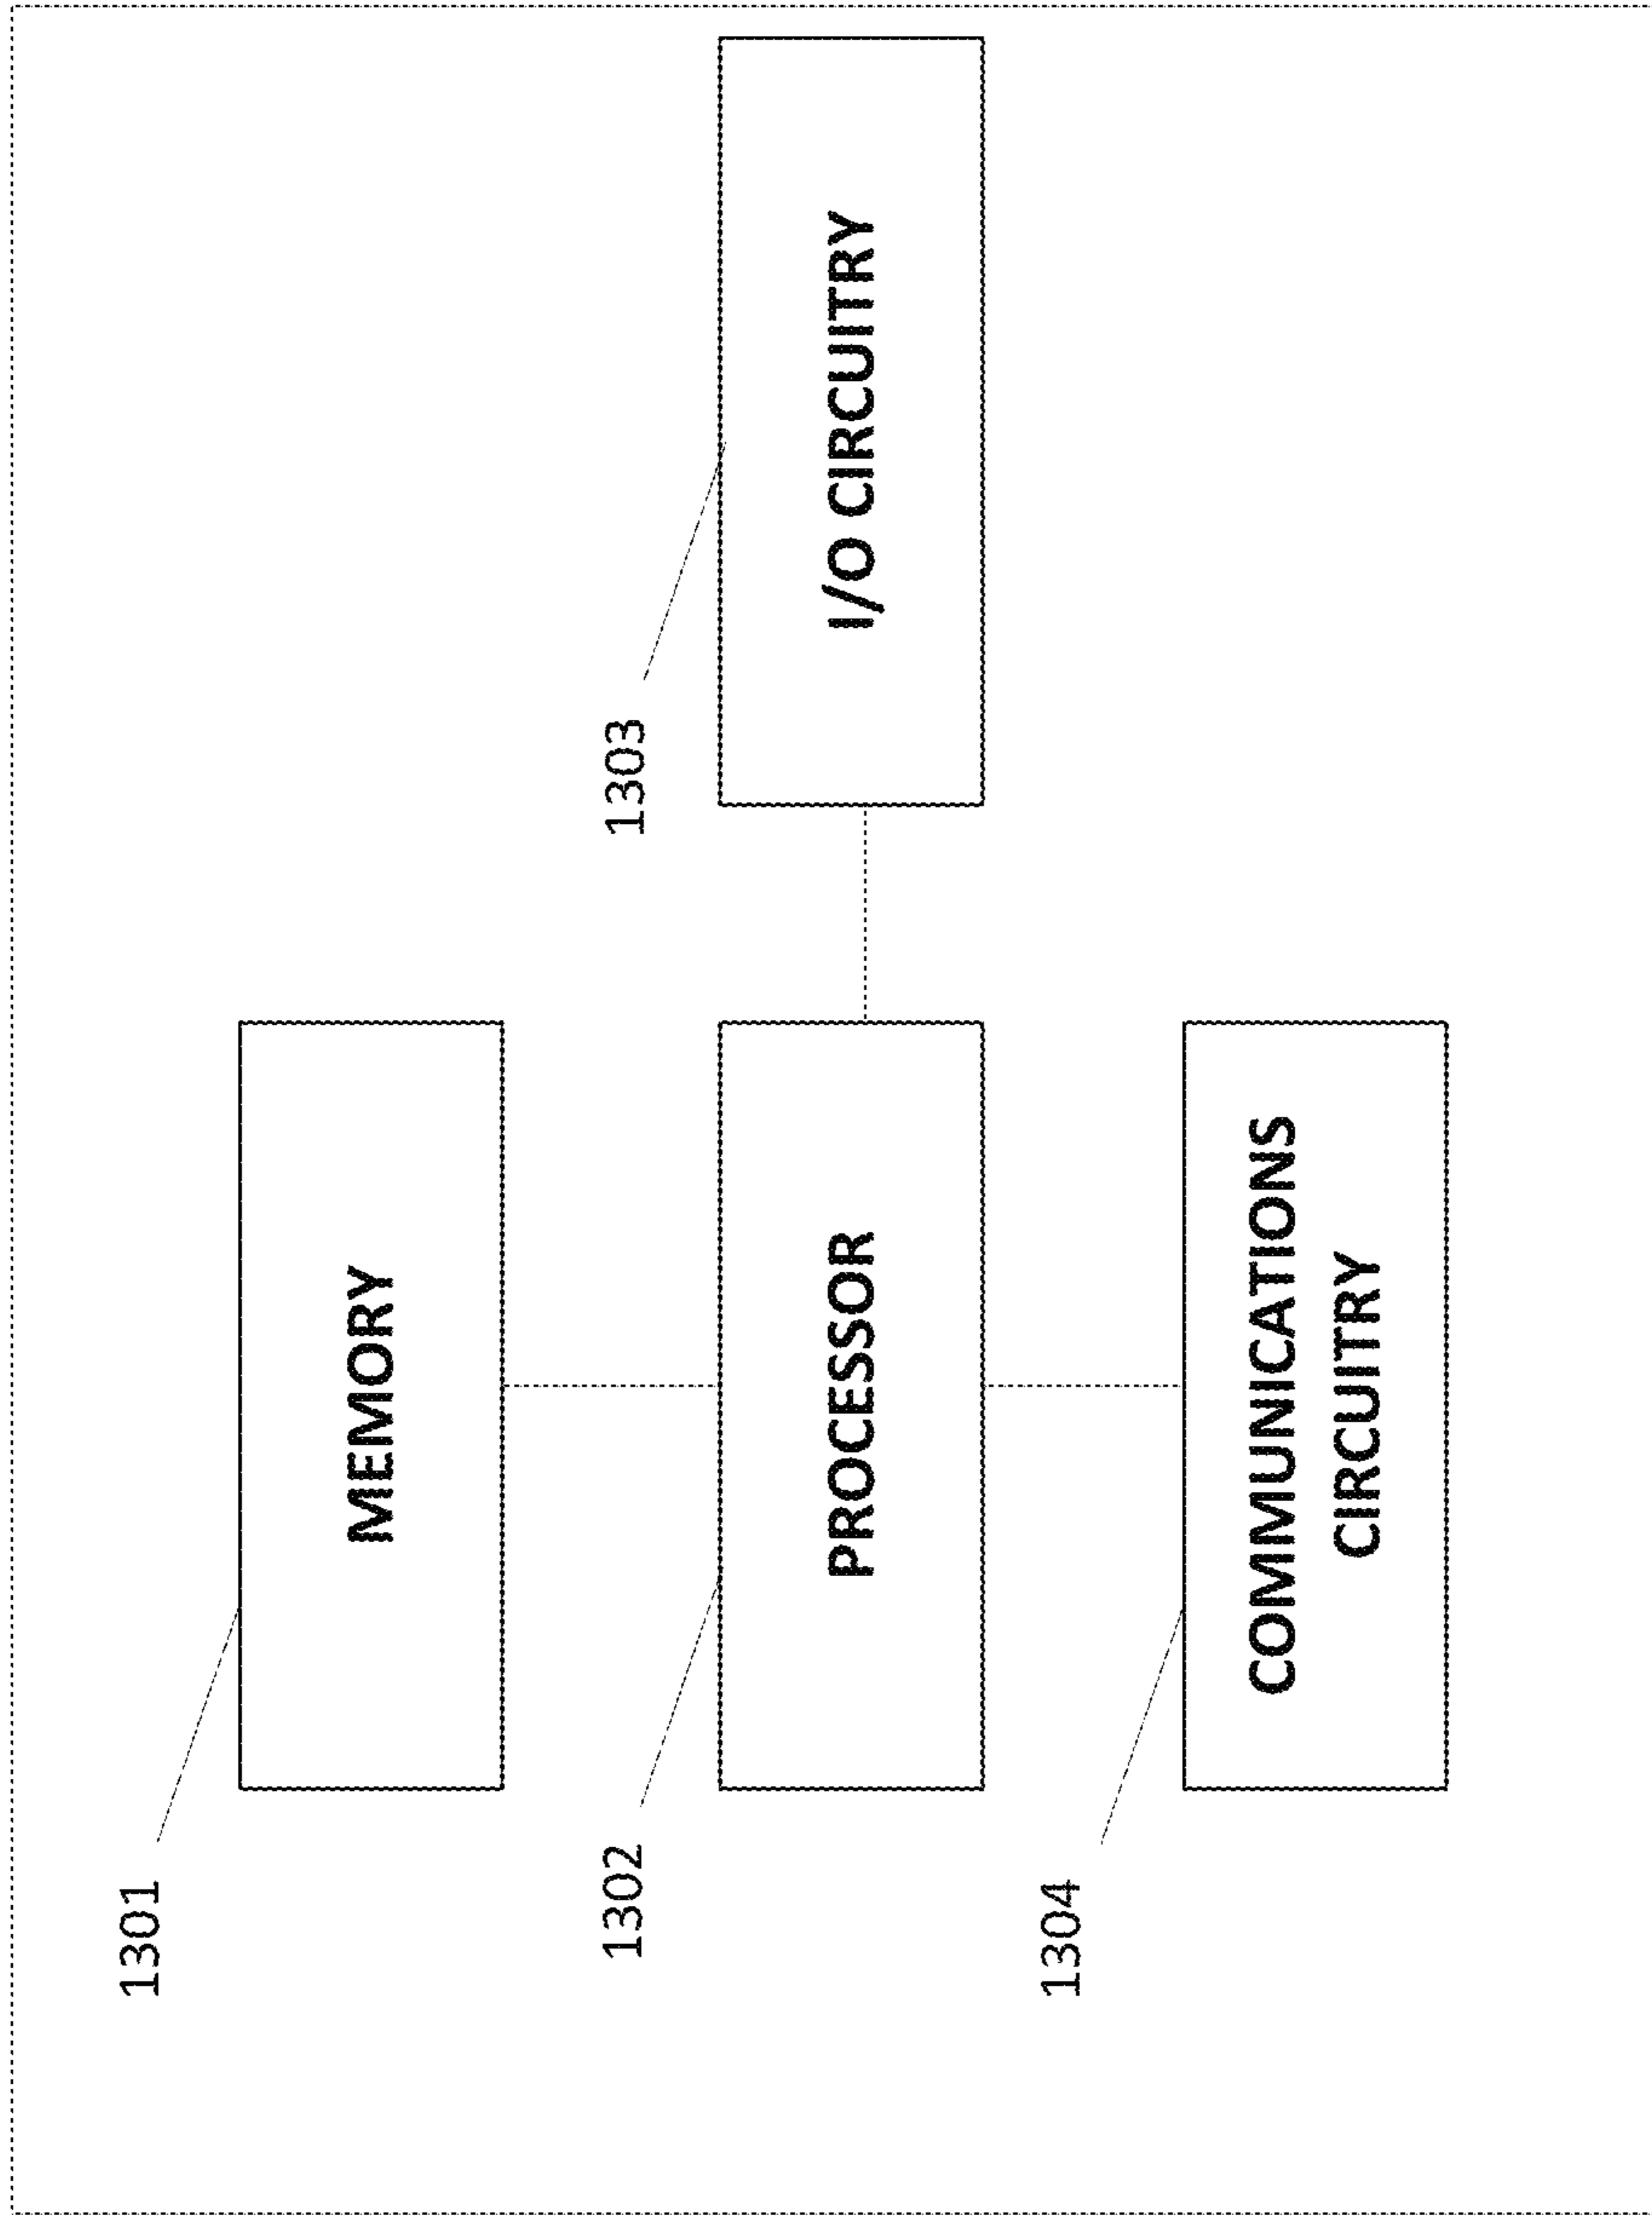 1301
MEMORY
1302
PROCESSOR
1303
I/O CIRCUITRY
1304
COMMUNICATIONS
CIRCUITRY